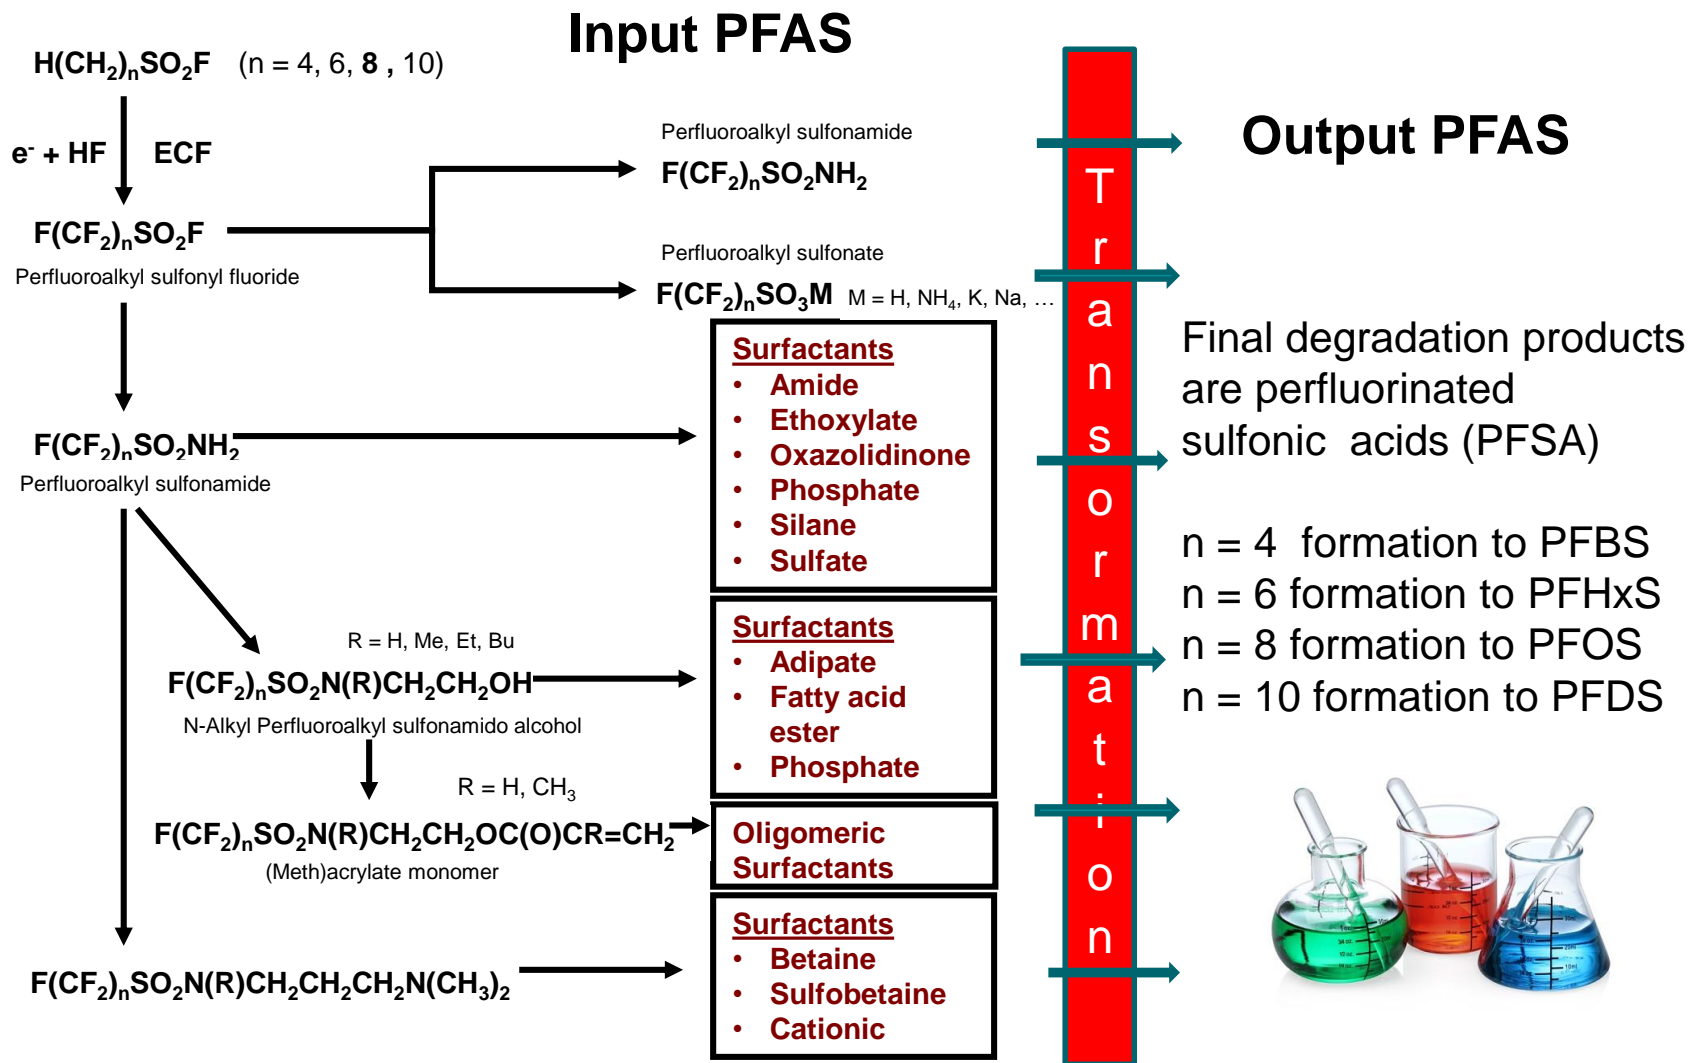 Input PFAS
H(CH₂)ₙSO₂F (n = 4, 6, 8 , 10)
e⁻ + HF ECF
F(CF₂)ₙSO₂F
Perfluoroalkyl sulfonyl fluoride
Perfluoroalkyl sulfonamide
F(CF₂)ₙSO₂NH₂
Perfluoroalkyl sulfonate
F(CF₂)ₙSO₃M M = H, NH₄, K, Na, …
F(CF₂)ₙSO₂NH₂
Perfluoroalkyl sulfonamide
Surfactants
• Amide
• Ethoxylate
• Oxazolidinone
• Phosphate
• Silane
• Sulfate
R = H, Me, Et, Bu
F(CF₂)ₙSO₂N(R)CH₂CH₂OH
N-Alkyl Perfluoroalkyl sulfonamido alcohol
Surfactants
• Adipate
• Fatty acid
ester
• Phosphate
R = H, CH₃
F(CF₂)ₙSO₂N(R)CH₂CH₂OC(O)CR=CH₂
(Meth)acrylate monomer
Oligomeric
Surfactants
F(CF₂)ₙSO₂N(R)CH₂CH₂CH₂N(CH₃)₂
Surfactants
• Betaine
• Sulfobetaine
• Cationic
Transormation
Output PFAS
Final degradation products
are perfluorinated
sulfonic acids (PFSA)
n = 4 formation to PFBS
n = 6 formation to PFHxS
n = 8 formation to PFOS
n = 10 formation to PFDS